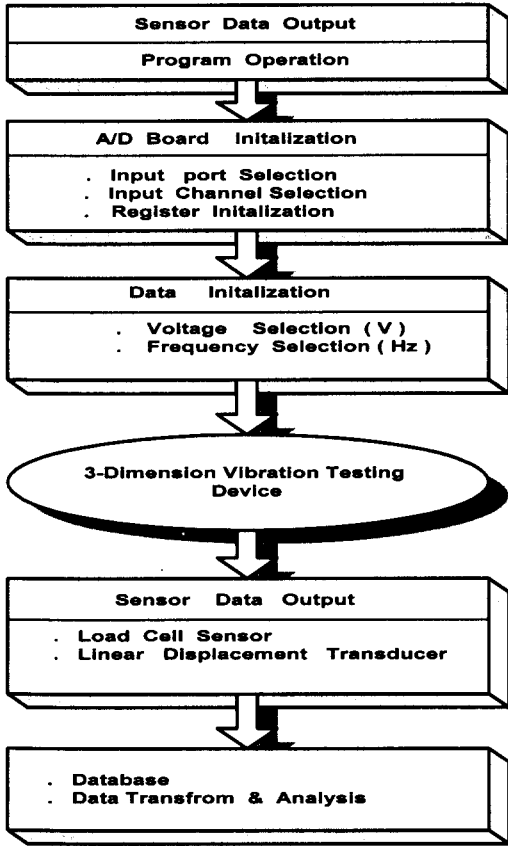 Sensor Data Output
Program Operation
A/D Board Initalization
. Input port Selection
. Input Channel Selection
. Register Initalization
Data Initalization
. Voltage Selection ( V )
. Frequency Selection ( Hz )
3-Dimension Vibration Testing
Device
Sensor Data Output
. Load Cell Sensor
. Linear Displacement Transducer
. Database
. Data Transfrom & Analysis